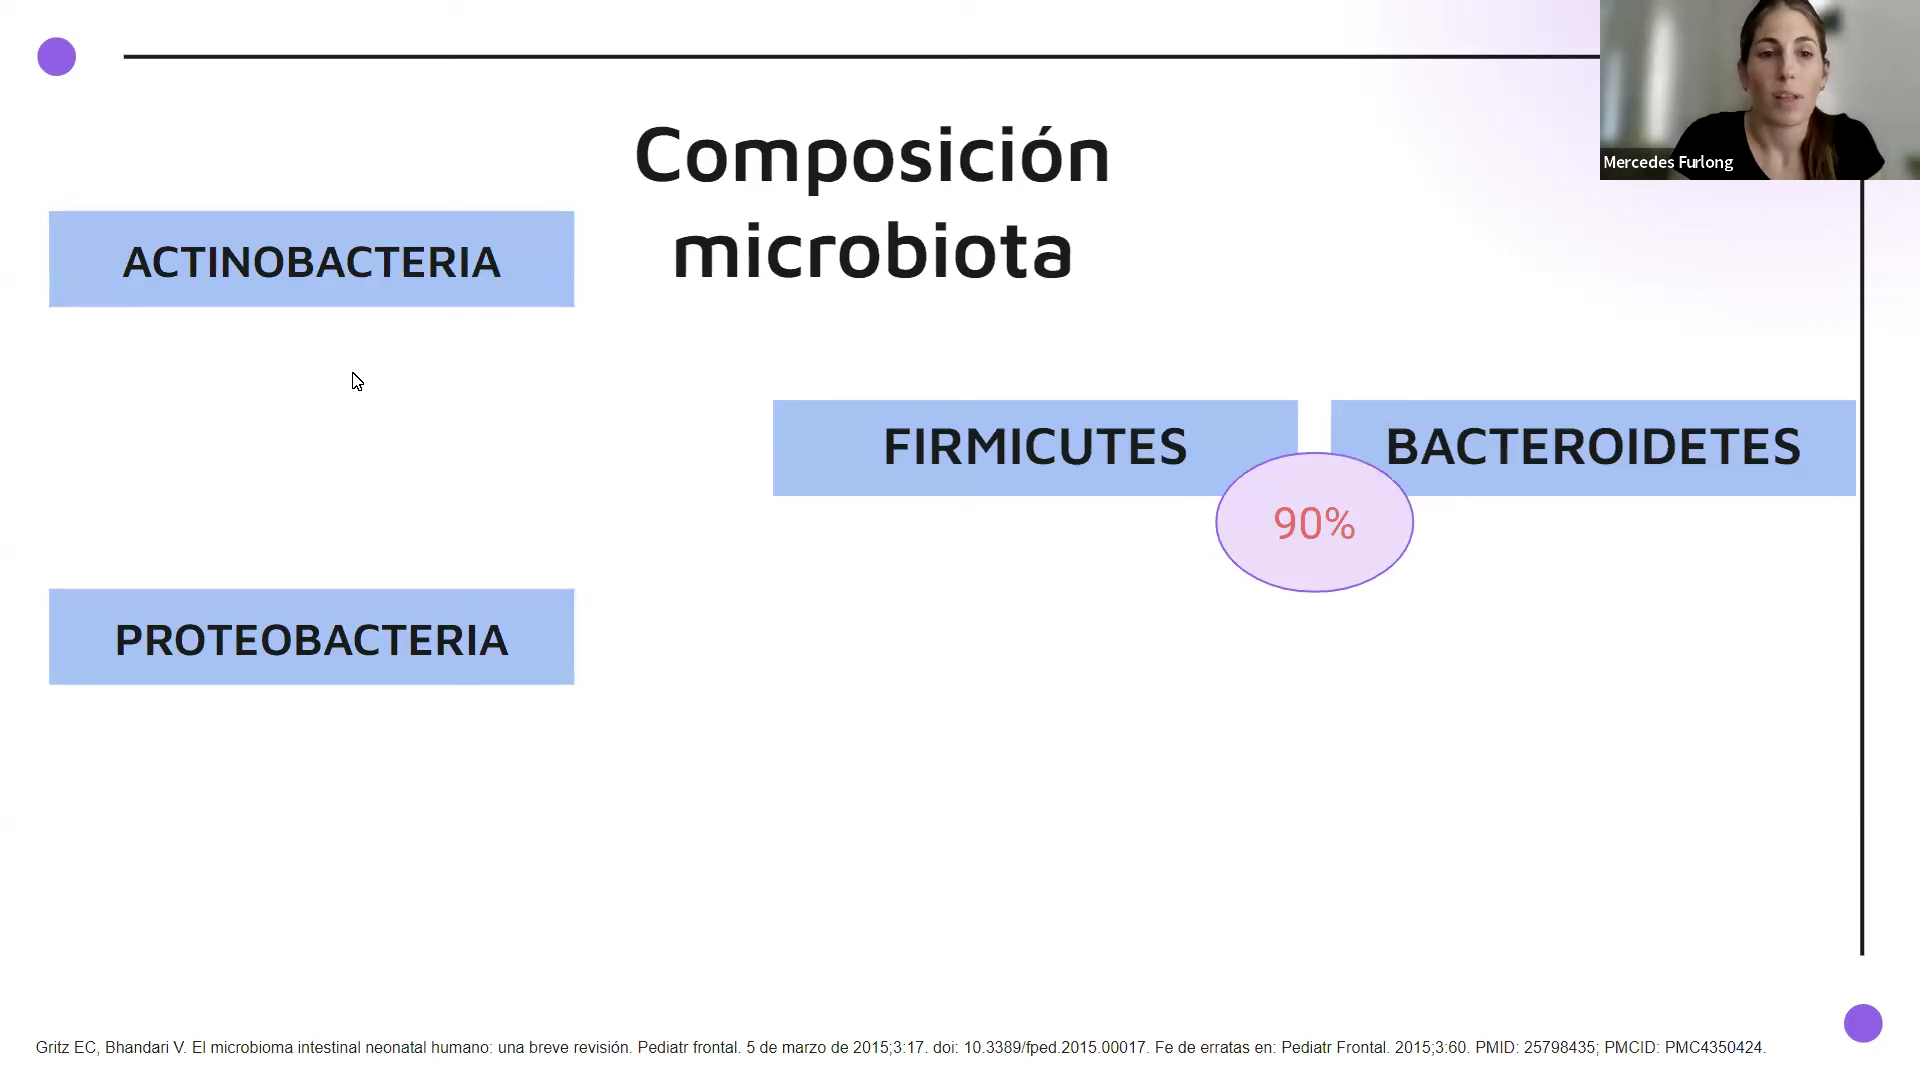 Composición
microbiota
Mercedes Furlong
ACTINOBACTERIA
FIRMICUTES
BACTEROIDETES
90%
PROTEOBACTERIA
Gritz EC, Bhandari V. El microbioma intestinal neonatal humano: una breve revisión. Pediatr frontal. 5 de marzo de 2015;3:17. doi: 10.3389/fped.2015.00017. Fe de erratas en: Pediatr Frontal. 2015;3:60. PMID: 25798435; PMCID: PMC4350424.